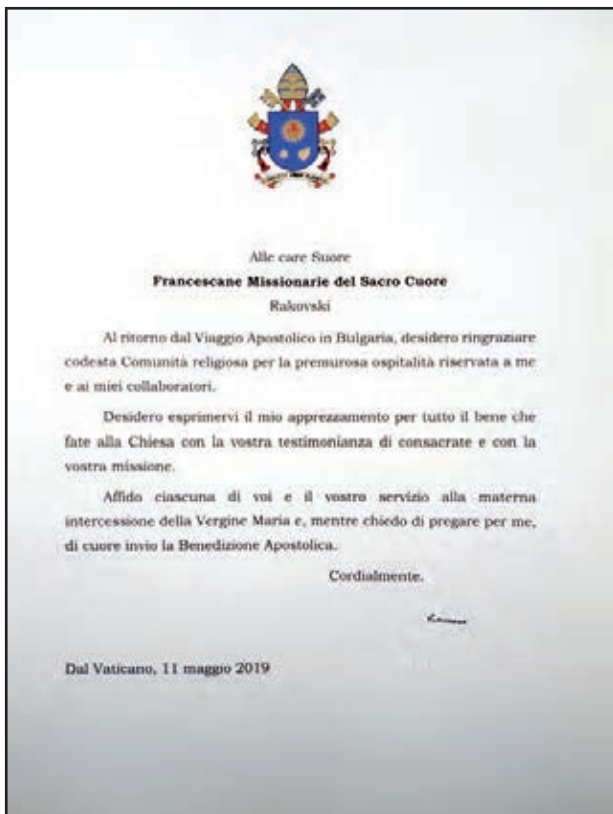 Alle care Suore
Francescane Missionarie del Sacro Cuore
Rakovski
Al ritorno dal Viaggio Apostolico in Bulgaria, desidero ringraziare
codesta Comunità religiosa per la premurosa ospitalità riservata a me
e ai miei collaboratori.
Desidero esprimervi il mio apprezzamento per tutto il bene che
fate alla Chiesa con la vostra testimonianza di consacrate e con la
vostra missione.
Affido ciascuna di voi e il vostro servizio alla materna
intercessione della Vergine Maria e, mentre chiedo di pregare per me,
di cuore invio la Benedizione Apostolica.
Cordialmente.
Dal Vaticano, 11 maggio 2019